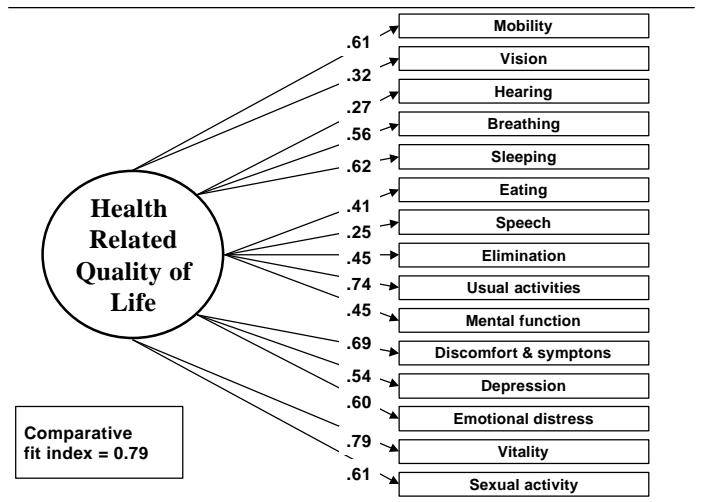 .61
Mobility
.32
Vision
.27
Hearing
.56
Breathing
.62
Sleeping
.41
Eating
.25
Speech
.45
Elimination
.74
Usual activities
.45
Mental function
.69
Discomfort & symptons
.54
Depression
.60
Emotional distress
.79
Vitality
.61
Sexual activity
Health
Related
Quality of
Life
Comparative
fit index = 0.79